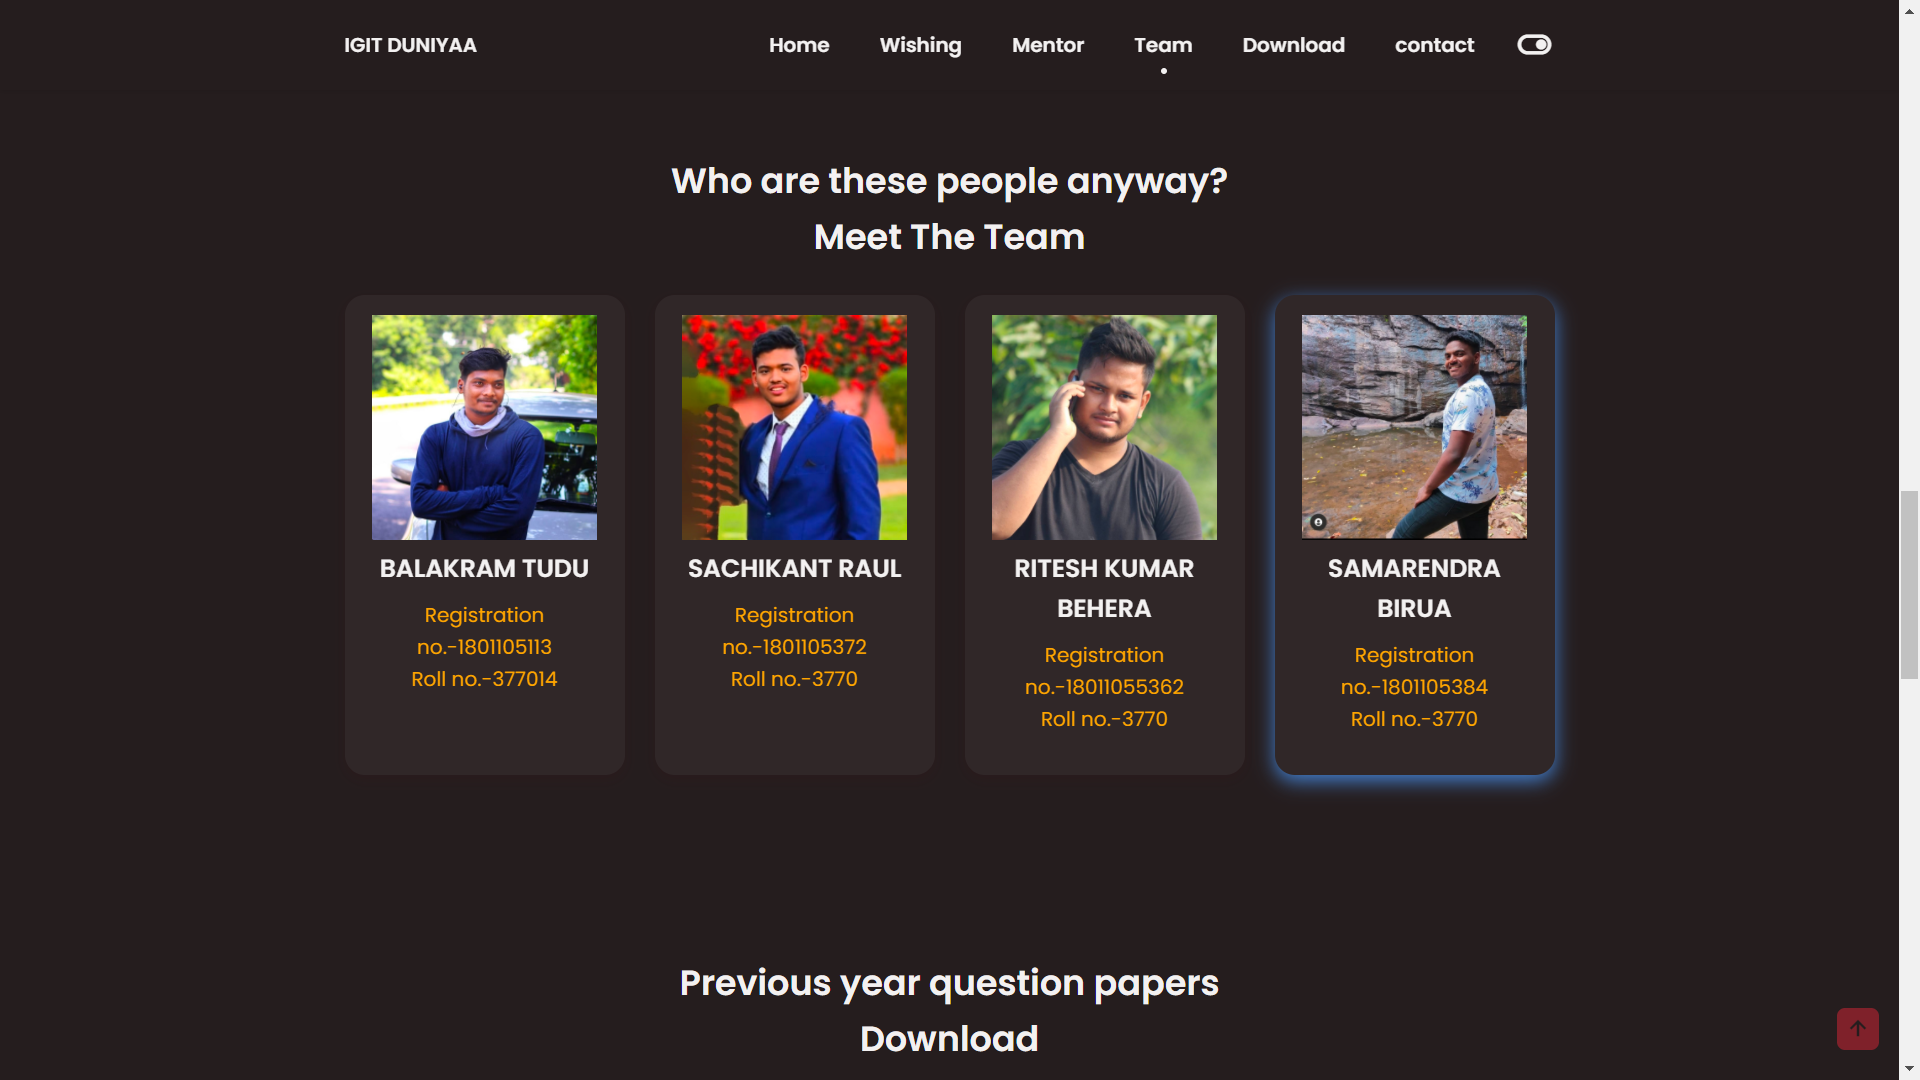 IGIT DUNIYAA
Home
Wishing
Mentor
Team
Download
contact
Who are these people anyway?
Meet The Team
BALAKRAM TUDU
Registration
no.-1801105113
Roll no.-377014
SACHIKANT RAUL
Registration
no.-1801105372
Roll no.-3770
RITESH KUMAR
BEHERA
Registration
no.-18011055362
Roll no.-3770
SAMARENDRA
BIRUA
Registration
no.-1801105384
Roll no.-3770
Previous year question papers
Download